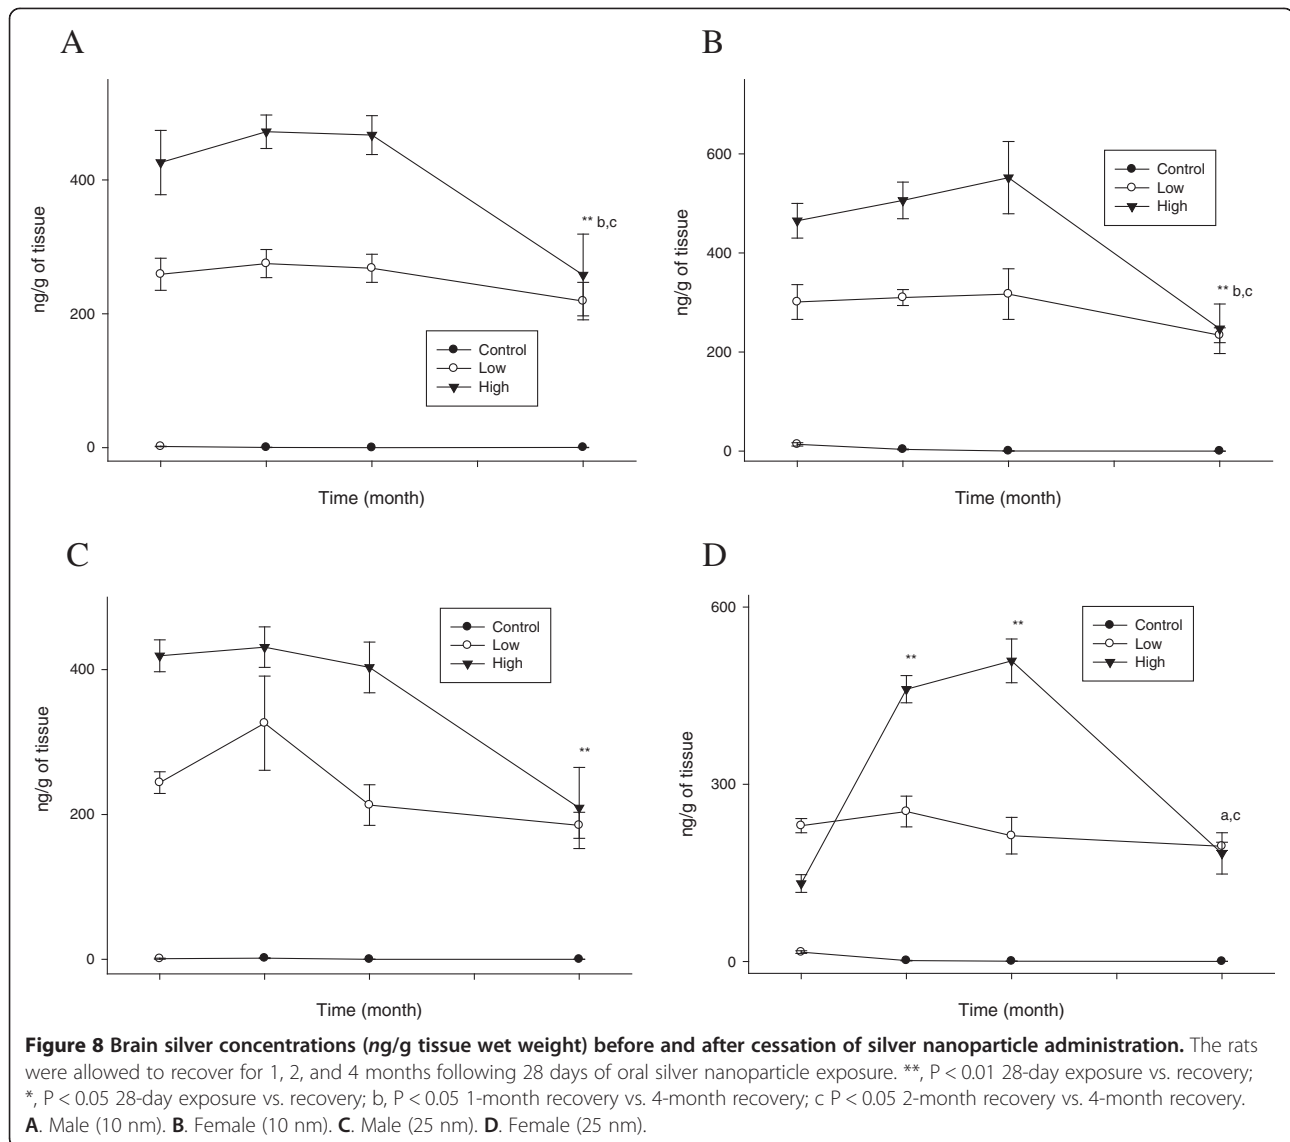 A
ng/g of tissue
400
200
0
** b,c
Control
Low
High
Time (month)
B
ng/g of tissue
600
400
200
0
Control
Low
High
** b,c
Time (month)
C
ng/g of tissue
400
200
0
Control
Low
High
**
Time (month)
D
ng/g of tissue
600
300
0
**
**
Control
Low
High
a,c
Time (month)
Figure 8 Brain silver concentrations (ng/g tissue wet weight) before and after cessation of silver nanoparticle administration. The rats
were allowed to recover for 1, 2, and 4 months following 28 days of oral silver nanoparticle exposure. **, P < 0.01 28-day exposure vs. recovery;
*, P < 0.05 28-day exposure vs. recovery; b, P < 0.05 1-month recovery vs. 4-month recovery; c P < 0.05 2-month recovery vs. 4-month recovery.
A. Male (10 nm). B. Female (10 nm). C. Male (25 nm). D. Female (25 nm).